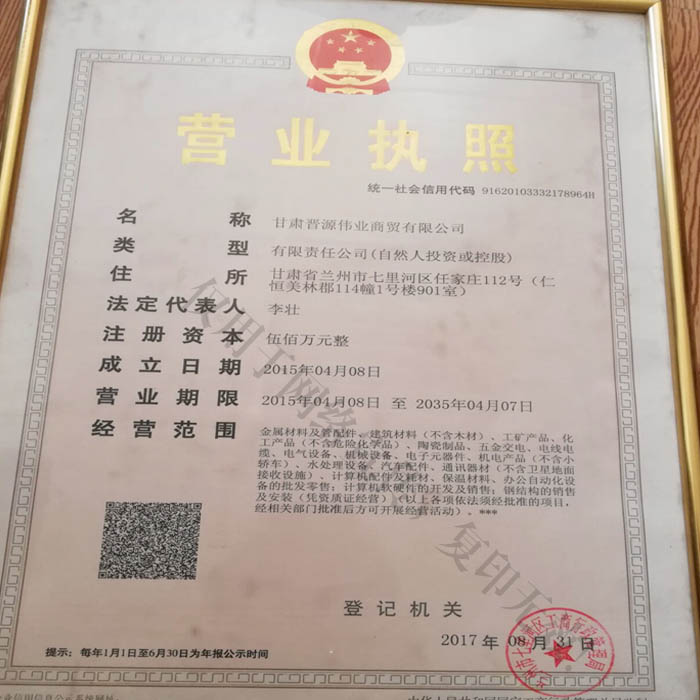 营业执照
统一社会信用代码 91620103332178964H
名称 甘肃晋源伟业商贸有限公司
类型 有限责任公司(自然人投资或控股)
住所 甘肃省兰州市七里河区任家庄112号(仁
恒美林郡114幢1号楼901室)
法定代表人 李壮
注册资本 伍佰万元整
成立日期 2015年04月08日
营业期限 2015年04月08日 至 2035年04月07日
经营范围 金属材料及管配件、建筑材料(不含木材)、工矿产品、化
工产品(不含危险化学品)、陶瓷制品、五金交电、电线电
缆、电气设备、机械设备、电子元器件、机电产品(不含小
轿车)、水处理设备、汽车配件、通讯器材(不含卫星地面
接收设施)、计算机配件及耗材、保温材料、办公自动化设
备的批发零售;计算机软硬件的开发及销售;钢结构的销售
及安装(凭资质证经营)(以上各项依法须经批准的项目,
经相关部门批准后方可开展经营活动)。***
登记机关
2017年 08月 31日
提示:每年1月1日至6月30日为年报公示时间
仅用于网络
复印无